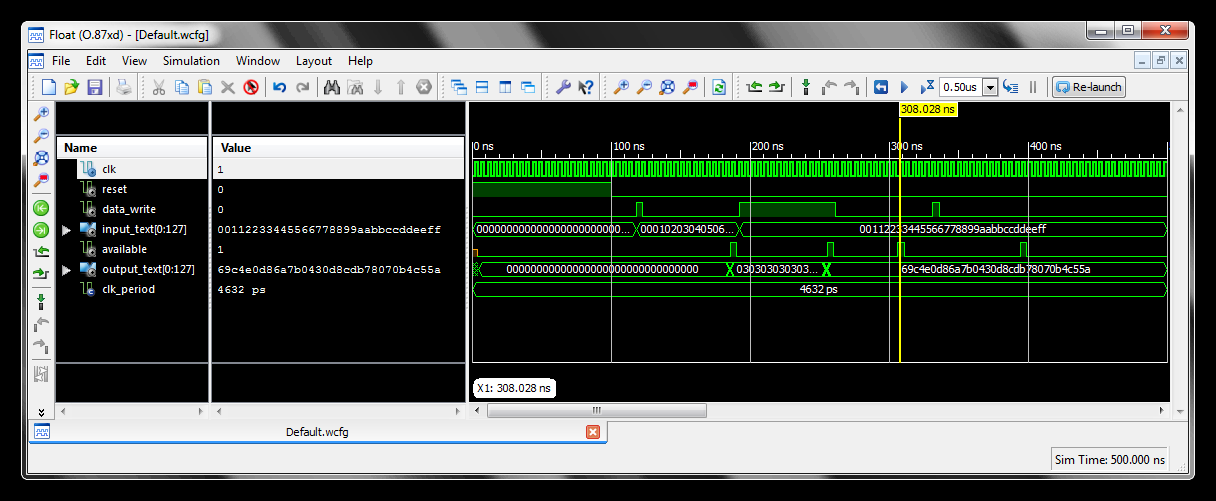 Float (O.87xd) - [Default.wcfg]
File Edit View Simulation Window Layout Help
0.50us Re-launch
308.028 ns
Name Value
0 ns 100 ns 200 ns 300 ns 400 ns
clk 1
reset 0
data_write 0
input_text[0:127] 00112233445566778899aabbccddeeff 000000000000000000000000... 00010203040506... 00112233445566778899aabbccddeeff
available 1
output_text[0:127] 69c4e0d86a7b0430d8cdb78070b4c55a 00000000000000000000000000000000 030303030303... 69c4e0d86a7b0430d8cdb78070b4c55a
clk_period 4632 ps 4632 ps
X1: 308.028 ns
Default.wcfg
Sim Time: 500.000 ns